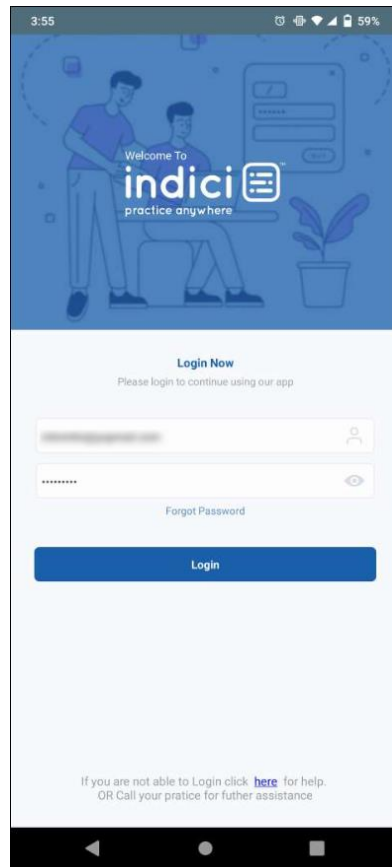 3:55 59%
Welcome To
indici
practice anywhere
Login Now
Please login to continue using our app
Forgot Password
Login
If you are not able to Login click here for help.
OR Call your pratice for futher assistance